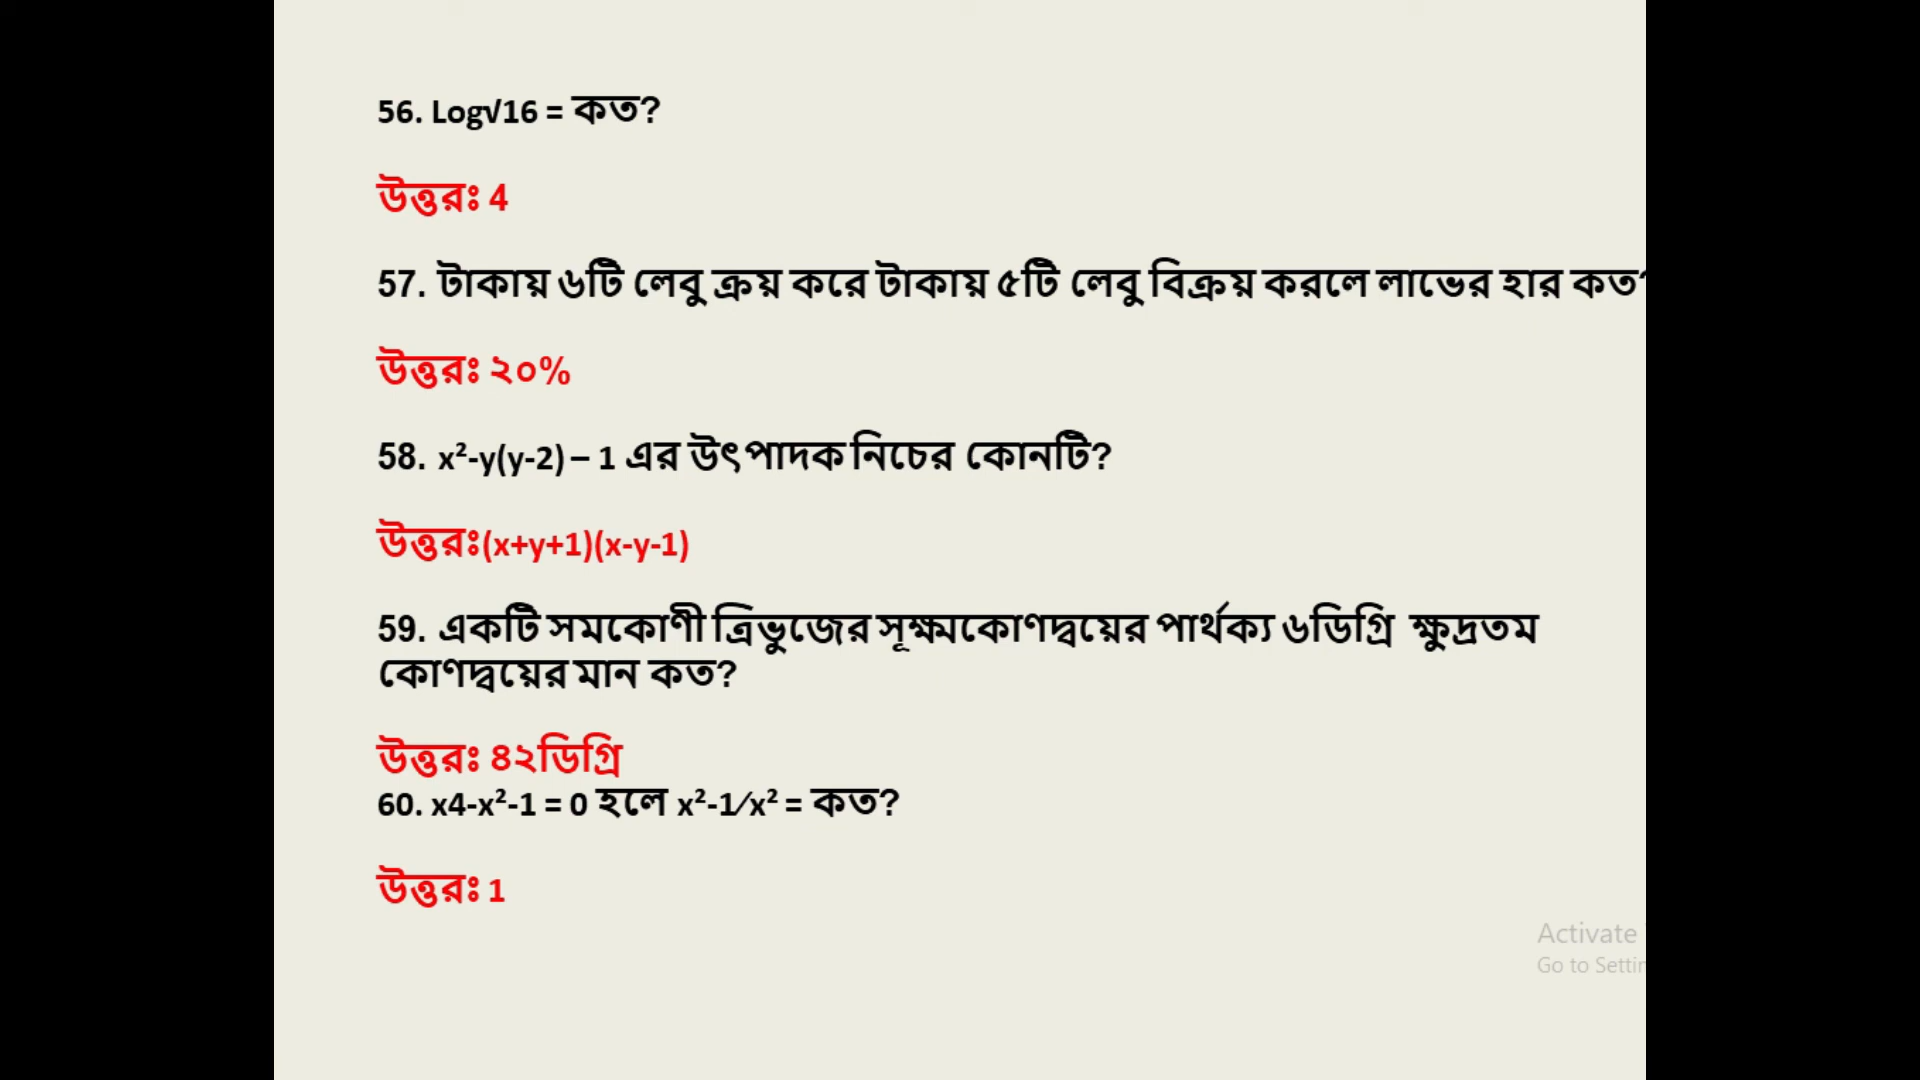 56. Log√16 = কত?
উত্তরঃ 4
57. টাকায় ৬টি লেবু ক্রয় করে টাকায় ৫টি লেবু বিক্রয় করলে লাভের হার কত?
উত্তরঃ ২০%
58. x²-y(y-2) – 1 এর উৎপাদক নিচের কোনটি?
উত্তরঃ(x+y+1)(x-y-1)
59. একটি সমকোণী ত্রিভুজের সূক্ষ্মকোণদ্বয়ের পার্থক্য ৬ডিগ্রি ক্ষুদ্রতম
কোণদ্বয়ের মান কত?
উত্তরঃ ৪২ডিগ্রি
60. x4-x²-1 = 0 হলে x²-1⁄x² = কত?
উত্তরঃ 1
Activate
Go to Settin